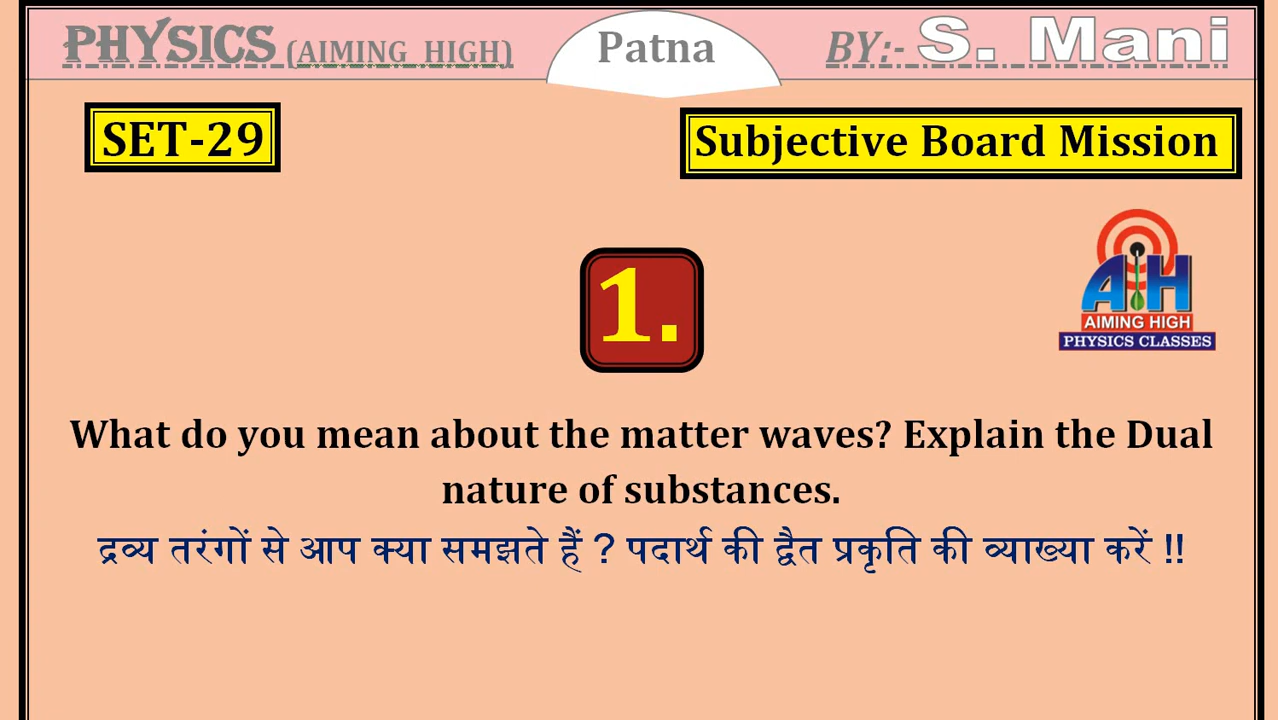 PHYSICS (AIMING HIGH) Patna BY:- S. Mani
SET-29 Subjective Board Mission
AIH
AIMING HIGH
PHYSICS CLASSES
1.
What do you mean about the matter waves? Explain the Dual
nature of substances.
द्रव्य तरंगों से आप क्या समझते हैं ? पदार्थ की द्वैत प्रकृति की व्याख्या करें !!